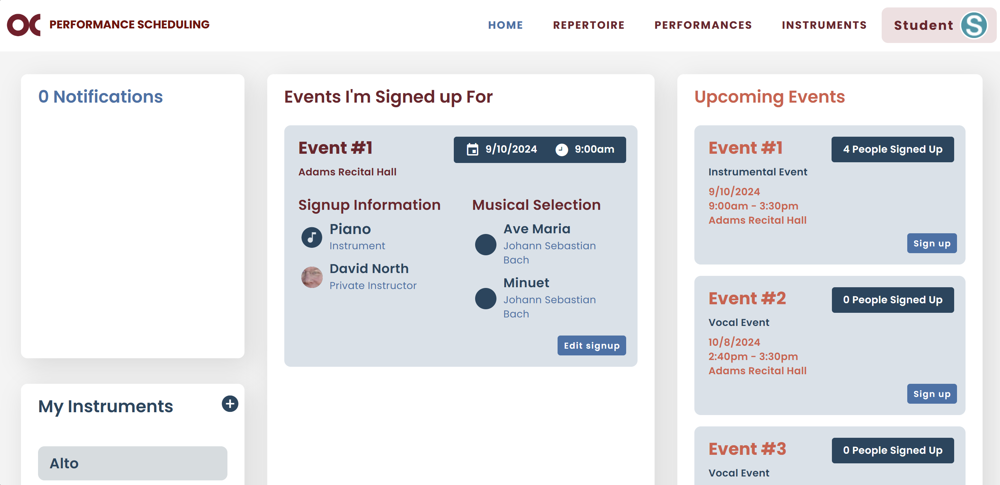 OC PERFORMANCE SCHEDULING
HOME REPERTOIRE PERFORMANCES INSTRUMENTS Student S
0 Notifications
My Instruments
Alto
Events I'm Signed up For
Event #1
9/10/2024 9:00am
Adams Recital Hall
Signup Information
Piano
Instrument
David North
Private Instructor
Musical Selection
Ave Maria
Johann Sebastian
Bach
Minuet
Johann Sebastian
Bach
Edit signup
Upcoming Events
Event #1
4 People Signed Up
Instrumental Event
9/10/2024
9:00am - 3:30pm
Adams Recital Hall
Sign up
Event #2
0 People Signed Up
Vocal Event
10/8/2024
2:40pm - 3:30pm
Adams Recital Hall
Sign up
Event #3
0 People Signed Up
Vocal Event